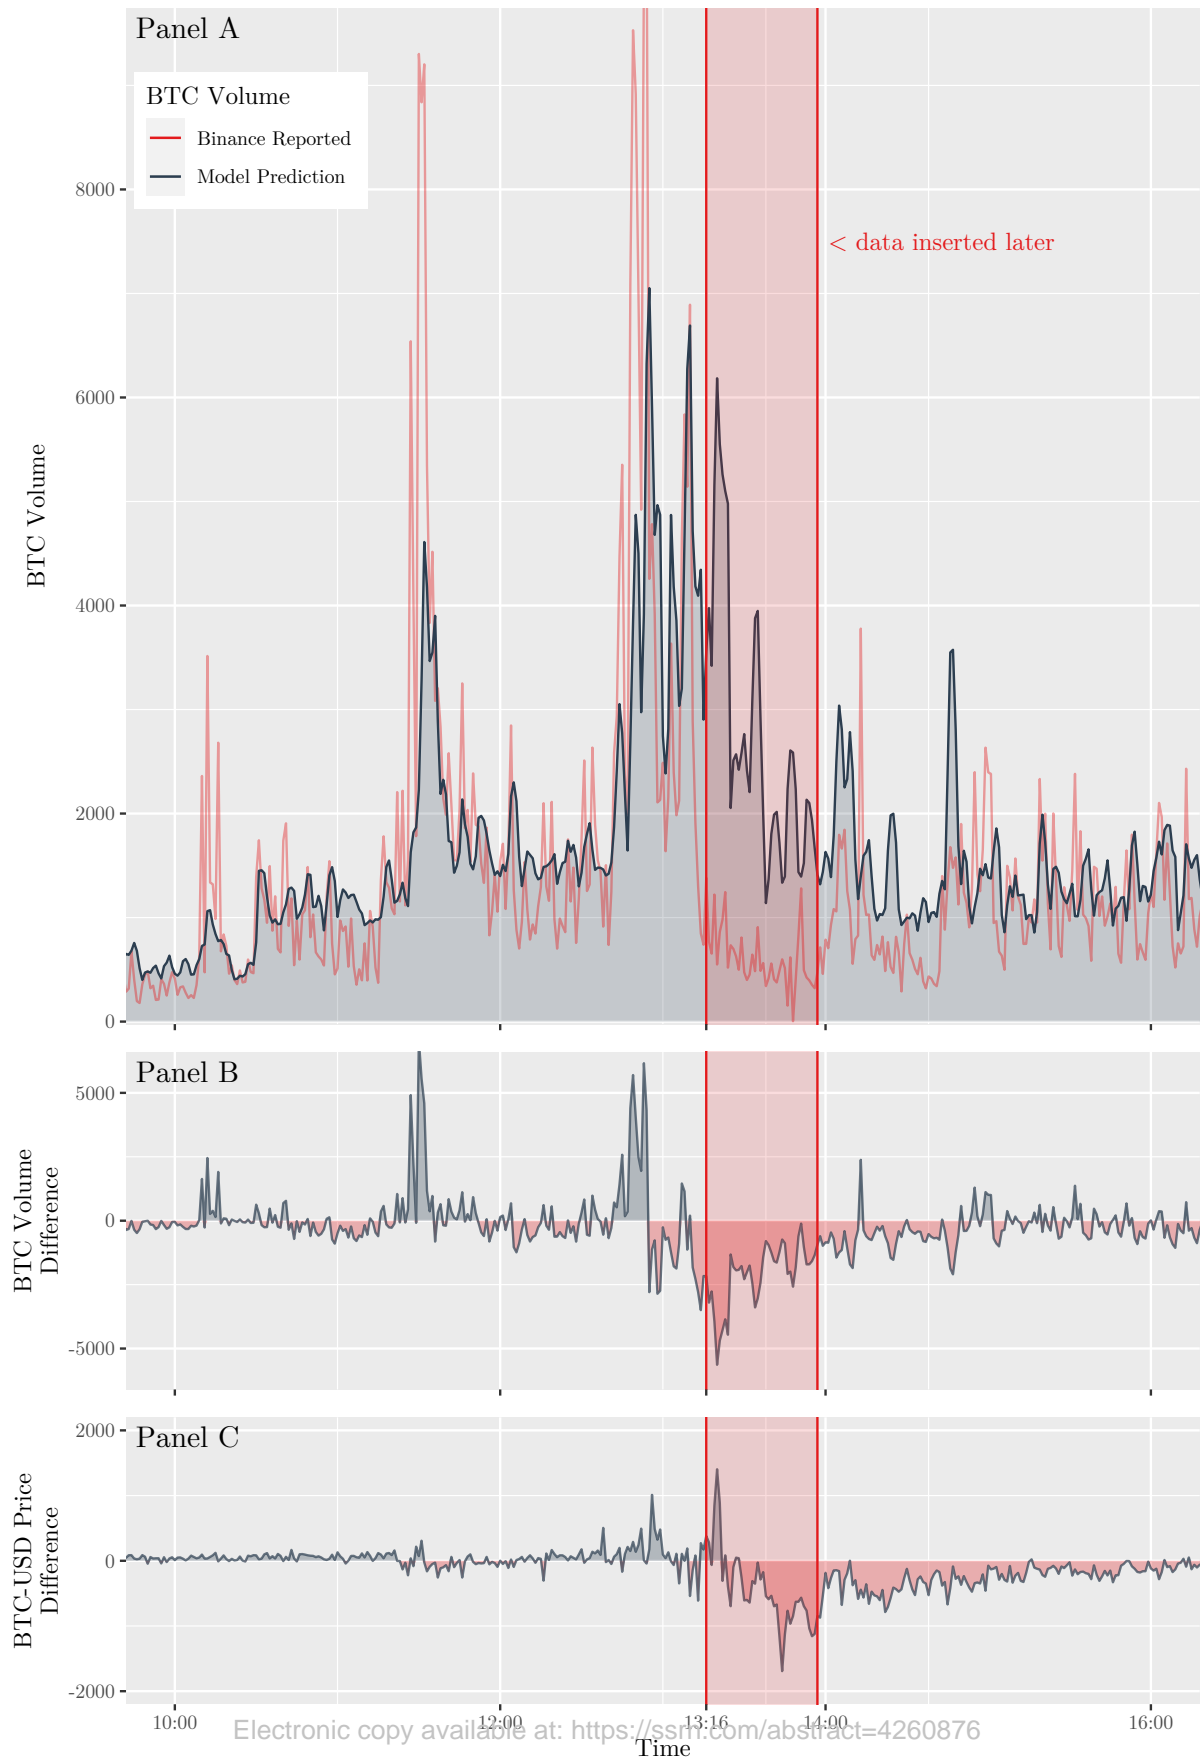 Panel A
BTC Volume
Binance Reported
Model Prediction
8000
< data inserted later
6000
BTC Volume
4000
2000
0
Panel B
5000
BTC Volume
Difference
0
-5000
2000
Panel C
BTC-USD Price
Difference
0
-2000
10:00
12:00
13:16
14:00
16:00
Electronic copy available at: https://ssrn.com/abstract=4260876
Time